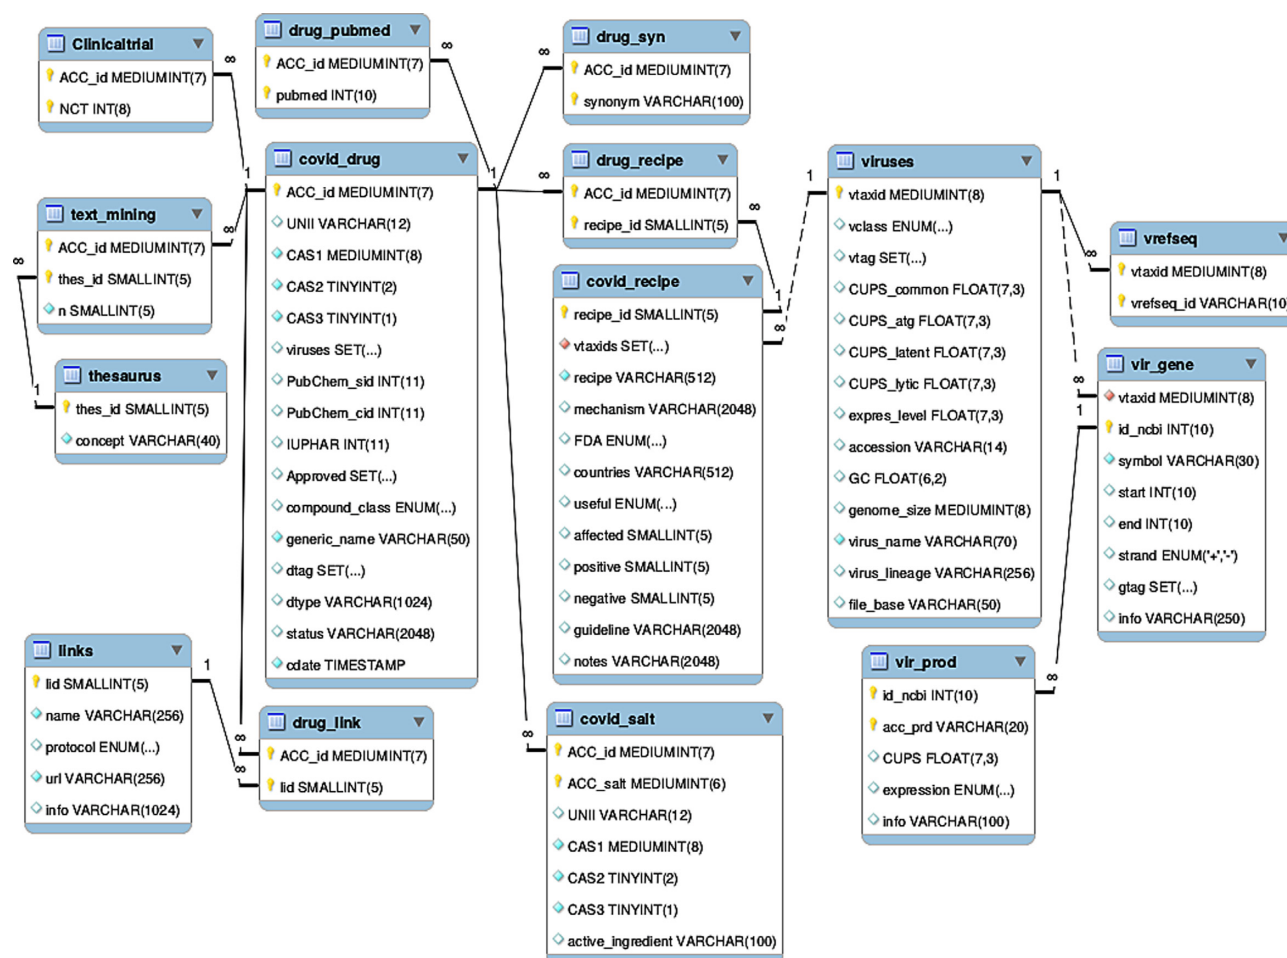 Clinicaltrial
ACC_id MEDIUMINT(7)
NCT INT(8)
∞
drug_pubmed
ACC_id MEDIUMINT(7)
pubmed INT(10)
∞
drug_syn
ACC_id MEDIUMINT(7)
synonym VARCHAR(100)
∞
covid_drug
ACC_id MEDIUMINT(7)
UNII VARCHAR(12)
CAS1 MEDIUMINT(8)
CAS2 TINYINT(2)
CAS3 TINYINT(1)
viruses SET(...)
PubChem_sid INT(11)
PubChem_cid INT(11)
IUPHAR INT(11)
Approved SET(...)
compound_class ENUM(...)
generic_name VARCHAR(50)
dtag SET(...)
dtype VARCHAR(1024)
status VARCHAR(2048)
cdate TIMESTAMP
1
1
drug_recipe
ACC_id MEDIUMINT(7)
recipe_id SMALLINT(5)
∞
∞
viruses
vtaxid MEDIUMINT(8)
vclass ENUM(...)
vtag SET(...)
CUPS_common FLOAT(7,3)
CUPS_atg FLOAT(7,3)
CUPS_latent FLOAT(7,3)
CUPS_lytic FLOAT(7,3)
expres_level FLOAT(7,3)
accession VARCHAR(14)
GC FLOAT(6,2)
genome_size MEDIUMINT(8)
virus_name VARCHAR(70)
virus_lineage VARCHAR(256)
file_base VARCHAR(50)
1
1
text_mining
ACC_id MEDIUMINT(7)
thes_id SMALLINT(5)
n SMALLINT(5)
∞
∞
vrefseq
vtaxid MEDIUMINT(8)
vrefseq_id VARCHAR(10
∞
covid_recipe
recipe_id SMALLINT(5)
vtaxids SET(...)
recipe VARCHAR(512)
mechanism VARCHAR(2048)
FDA ENUM(...)
countries VARCHAR(512)
useful ENUM(...)
affected SMALLINT(5)
positive SMALLINT(5)
negative SMALLINT(5)
guideline VARCHAR(2048)
notes VARCHAR(2048)
1
∞
thesaurus
thes_id SMALLINT(5)
concept VARCHAR(40)
1
vir_gene
vtaxid MEDIUMINT(8)
id_ncbi INT(10)
symbol VARCHAR(30)
start INT(10)
end INT(10)
strand ENUM('+','-')
gtag SET(...)
info VARCHAR(250)
∞
1
links
lid SMALLINT(5)
name VARCHAR(256)
protocol ENUM(...)
url VARCHAR(256)
info VARCHAR(1024)
1
vir_prod
id_ncbi INT(10)
acc_prd VARCHAR(20)
CUPS FLOAT(7,3)
expression ENUM(...)
info VARCHAR(100)
∞
drug_link
ACC_id MEDIUMINT(7)
lid SMALLINT(5)
∞
∞
covid_salt
ACC_id MEDIUMINT(7)
ACC_salt MEDIUMINT(6)
UNII VARCHAR(12)
CAS1 MEDIUMINT(8)
CAS2 TINYINT(2)
CAS3 TINYINT(1)
active_ingredient VARCHAR(100)
∞